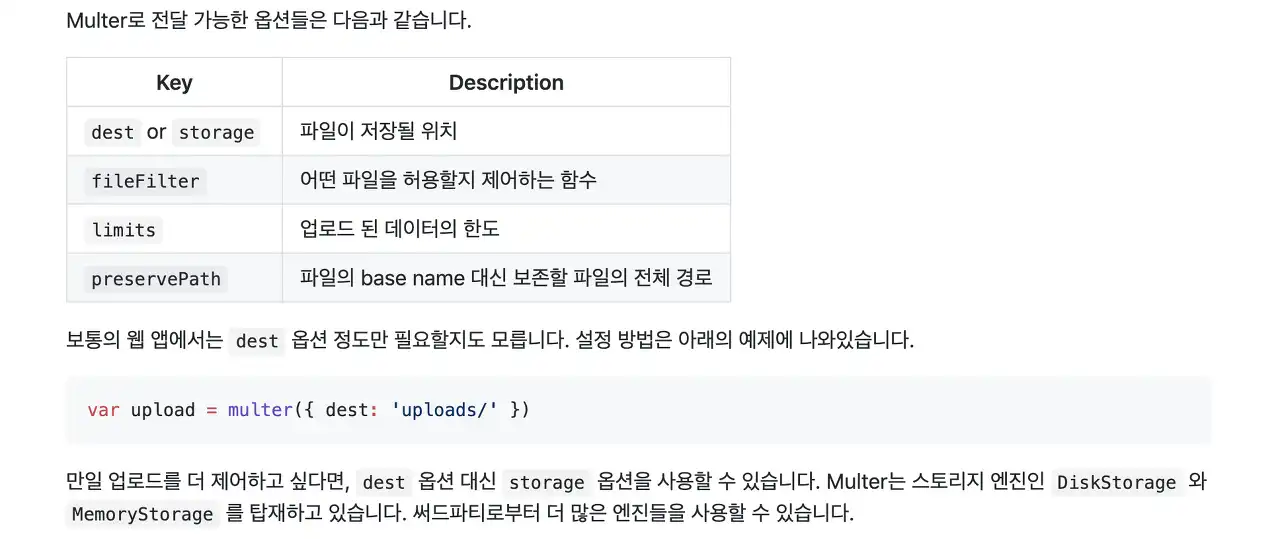 Multer로 전달 가능한 옵션들은 다음과 같습니다.
Key Description
dest or storage 파일이 저장될 위치
fileFilter 어떤 파일을 허용할지 제어하는 함수
limits 업로드 된 데이터의 한도
preservePath 파일의 base name 대신 보존할 파일의 전체 경로
보통의 웹 앱에서는 dest 옵션 정도만 필요할지도 모릅니다. 설정 방법은 아래의 예제에 나와있습니다.
var upload = multer({ dest: 'uploads/' })
만일 업로드를 더 제어하고 싶다면, dest 옵션 대신 storage 옵션을 사용할 수 있습니다. Multer는 스토리지 엔진인 DiskStorage 와
MemoryStorage 를 탑재하고 있습니다. 써드파티로부터 더 많은 엔진들을 사용할 수 있습니다.